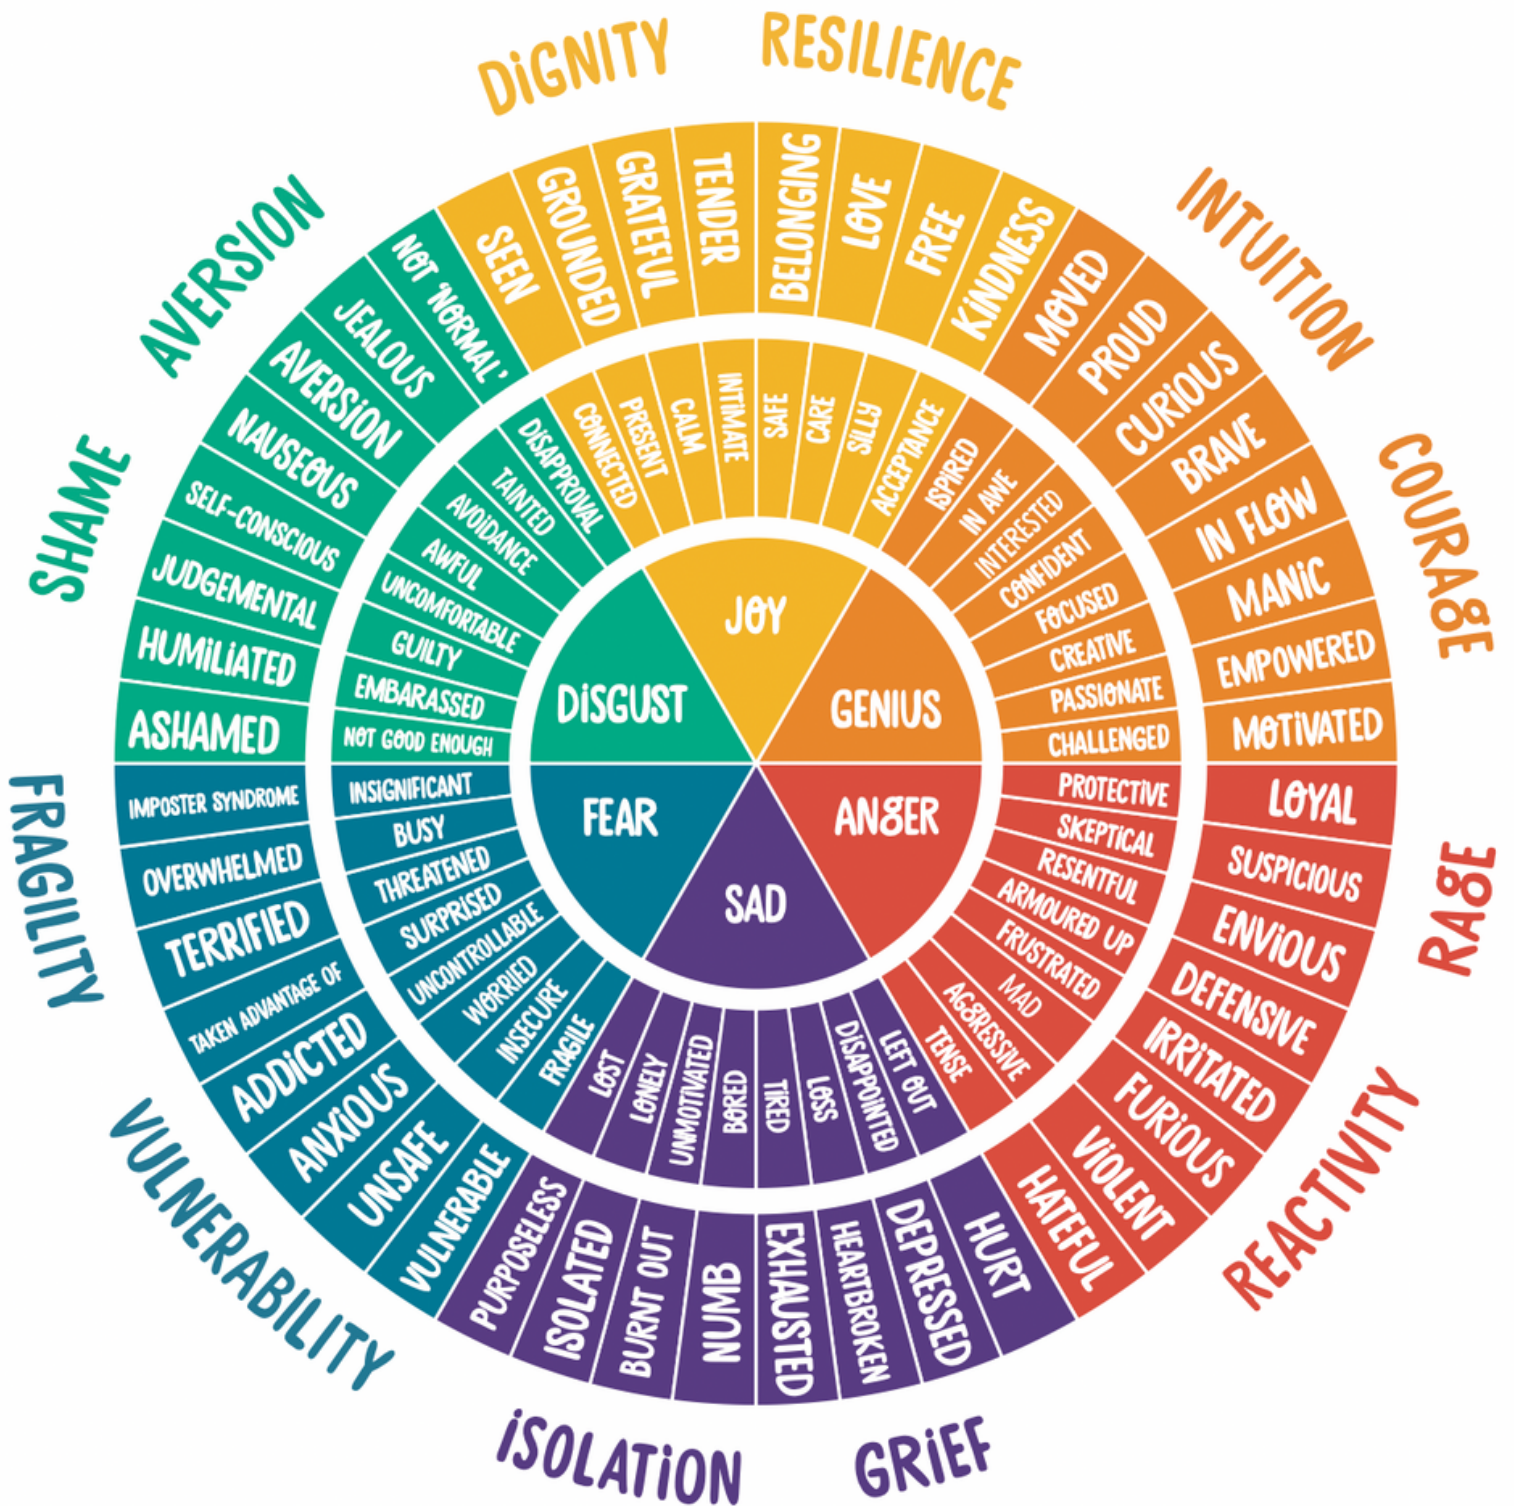 DiGNITY
RESILIENCE
INTUITION
COURAGE
RAGE
REACTIVITY
GRiEF
iSOLATiON
VULNERABILITY
FRAGILITY
SHAME
AVERSION
SEEN
GROUNDED
GRATEFUL
TENDER
BELONGING
LOVE
FREE
KiNDNESS
MOVED
PROUD
CURiOUS
BRAVE
IN FLOW
MANiC
EMPOWERED
MOTiVATED
LOYAL
SUSPICIOUS
ENViOUS
DEFENSIVE
IRRiTATED
FURiOUS
ViOLENT
HATEFUL
HURT
DEPRESSED
HEARTBROKEN
EXHAUSTED
NUMB
BURNT OUT
ISOLATED
PURPOSELESS
VULNERABLE
UNSAFE
ANXiOUS
ADDiCTED
TAKEN ADVANTAGE OF
TERRIFIED
OVERWHELMED
IMPOSTER SYNDROME
ASHAMED
HUMiLiATED
JUDGEMENTAL
SELF-CONSCIOUS
NAUSEOUS
AVERSiON
JEALOUS
NOT 'NORMAL'
CONNECTED
PRESENT
CALM
INTiMATE
SAFE
CARE
SILLY
ACCEPTANCE
ISPIRED
IN AWE
INTERESTED
CONFiDENT
FOCUSED
CREATiVE
PASSIONATE
CHALLENGED
PROTECTiVE
SKEPTiCAL
RESENTFUL
ARMOURED UP
FRUSTRATED
MAD
AGGRESSIVE
TENSE
LEFT OUT
DiSAPPOiNTED
LOSS
TiRED
BORED
UNMOTIVATED
LONELY
LOST
FRAGiLE
INSECURE
WORRiED
UNCONTROLLABLE
SURPRISED
THREATENED
BUSY
INSiGNiFiCANT
NOT GOOD ENOUGH
EMBARASSED
GUiLTY
UNCOMFORTABLE
AWFUL
AVOiDANCE
TAINTED
DiSAPPROVAL
JOY
GENIUS
ANGER
SAD
FEAR
DiSGUST